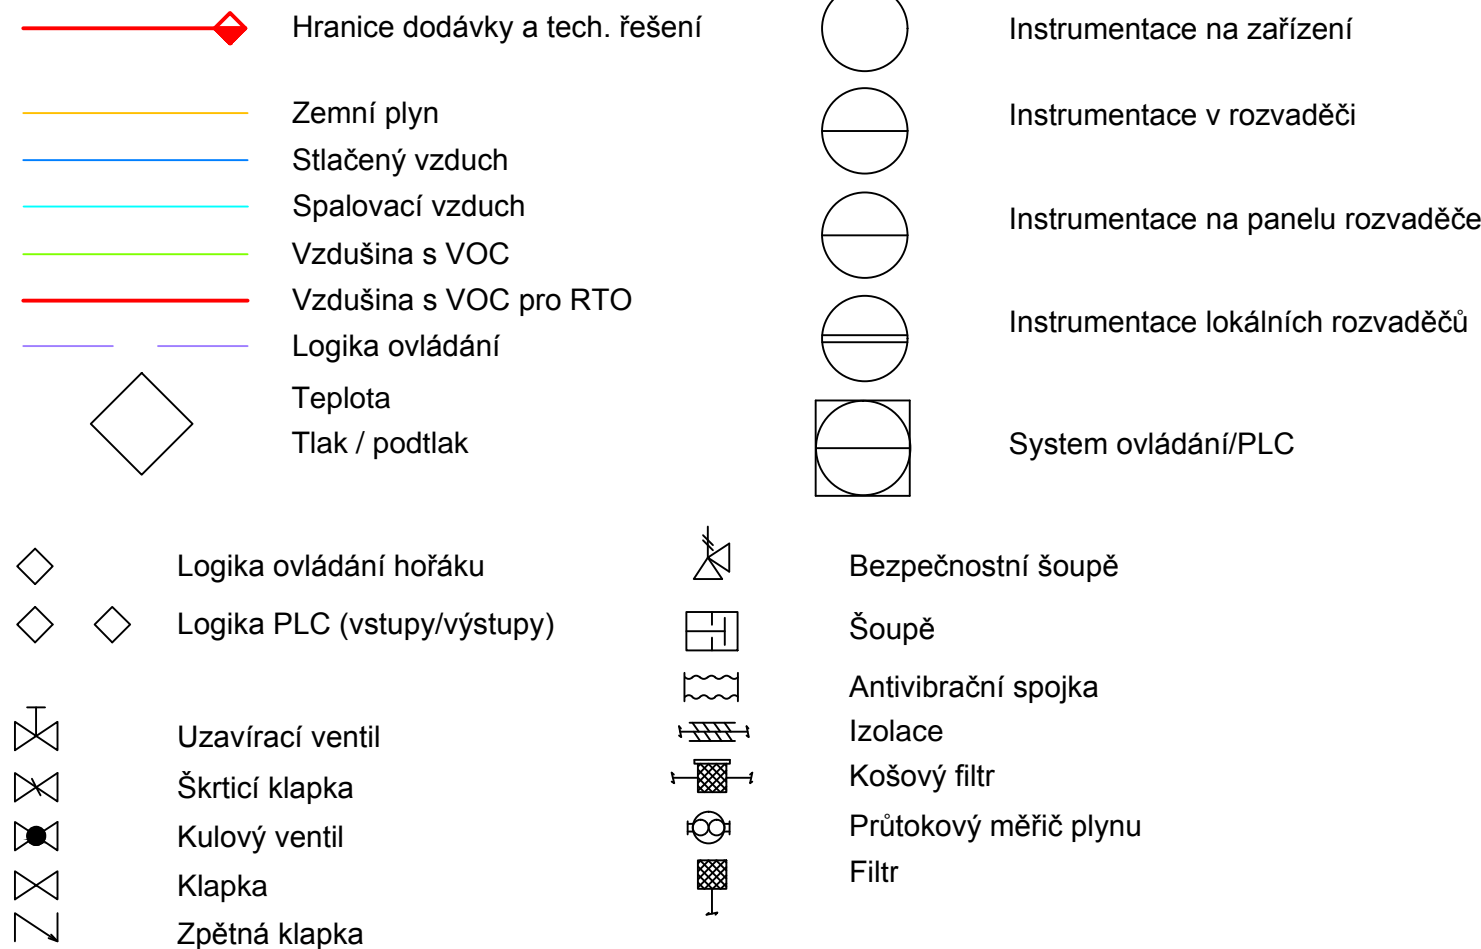 Hranice dodávky a tech. řešení
Zemní plyn
Stlačený vzduch
Spalovací vzduch
Vzdušina s VOC
Vzdušina s VOC pro RTO
Logika ovládání
Teplota
Tlak / podtlak
Instrumentace na zařízení
Instrumentace v rozvaděči
Instrumentace na panelu rozvaděče
Instrumentace lokálních rozvaděčů
System ovládání/PLC
Logika ovládání hořáku
Logika PLC (vstupy/výstupy)
Uzavírací ventil
Škrticí klapka
Kulový ventil
Klapka
Zpětná klapka
Bezpečnostní šoupě
Šoupě
Antivibrační spojka
Izolace
Košový filtr
Průtokový měřič plynu
Filtr